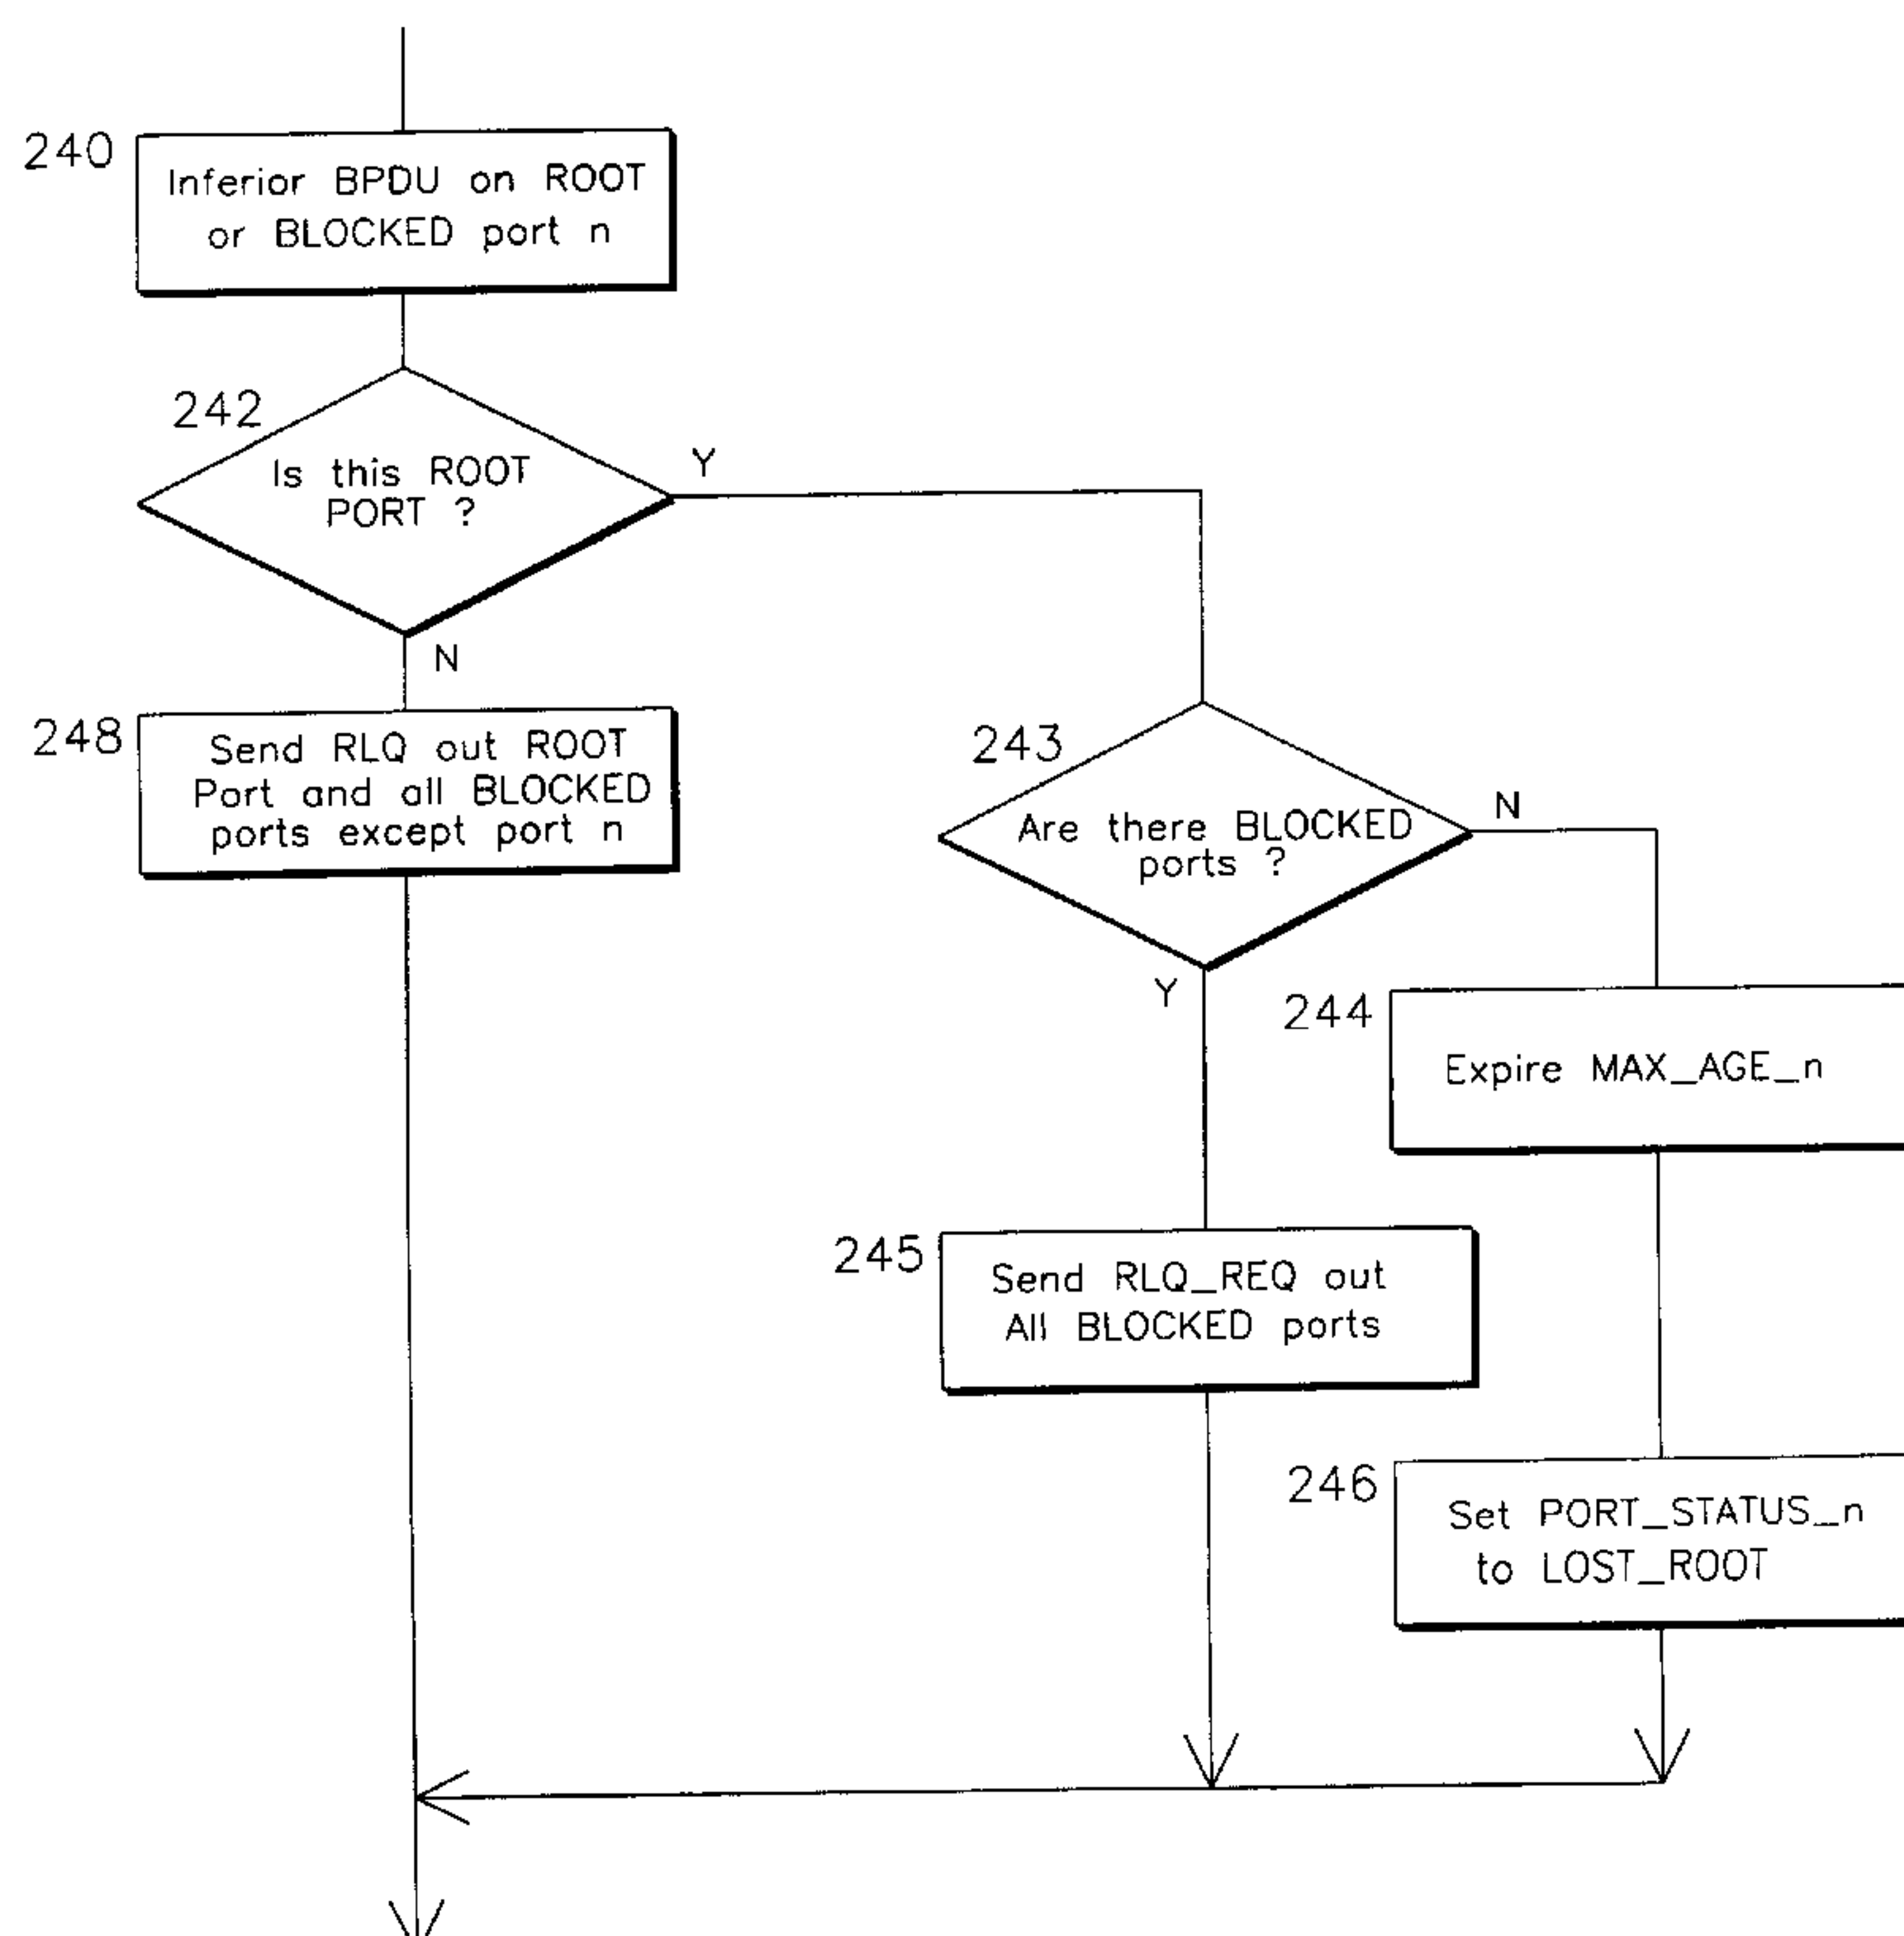 240
Inferior BPDU on ROOT
or BLOCKED port n
242
Is this ROOT
PORT ?
Y
N
248
Send RLQ out ROOT
Port and all BLOCKED
ports except port n
243
Are there BLOCKED
ports ?
N
Y
244
Expire MAX_AGE_n
245
Send RLQ_REQ out
All BLOCKED ports
246
Set PORT_STATUS_n
to LOST_ROOT